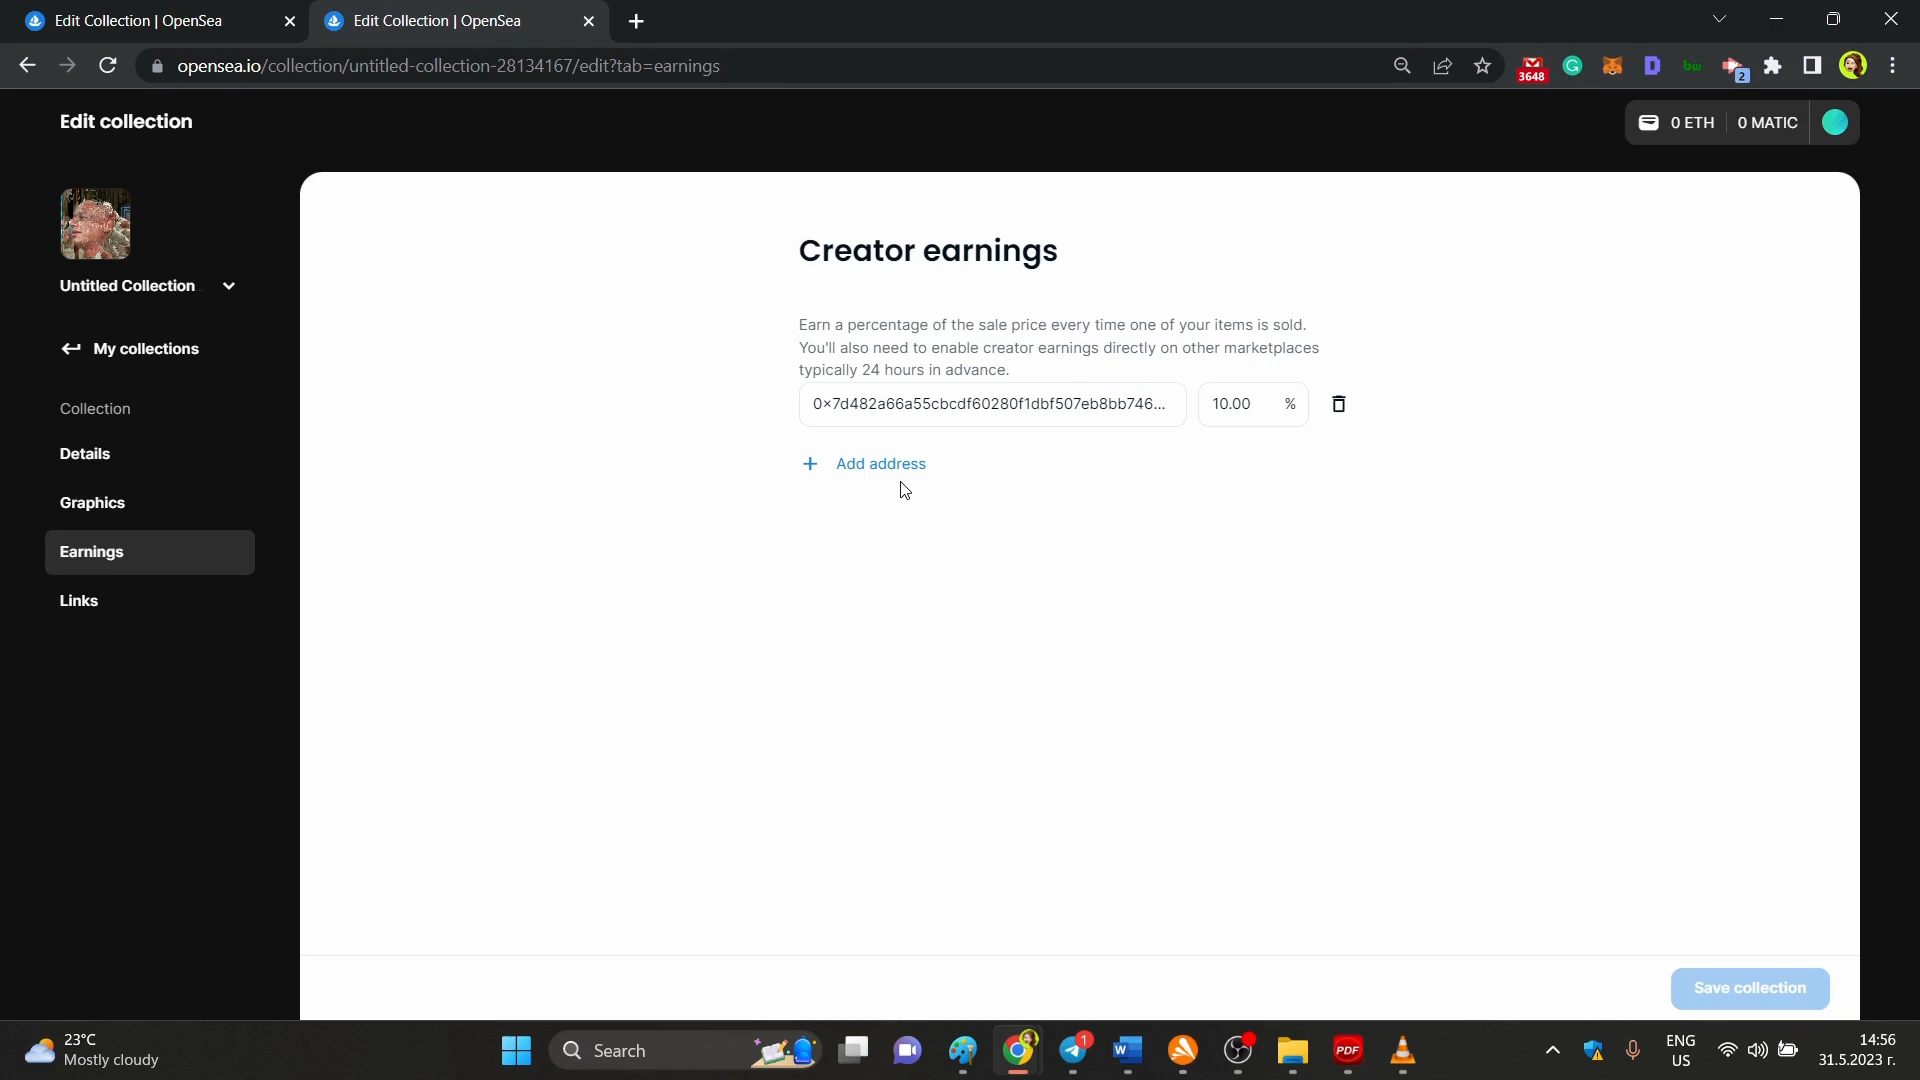 Edit Collection | OpenSea
Edit Collection | OpenSea
opensea.io/collection/untitled-collection-28134167/edit?tab=earnings
3648
D
bw
2
Edit collection
0 ETH
0 MATIC
Untitled Collection
My collections
Collection
Details
Graphics
Earnings
Links
Creator earnings
Earn a percentage of the sale price every time one of your items is sold.
You'll also need to enable creator earnings directly on other marketplaces
typically 24 hours in advance.
0x7d482a66a55cbcdf60280f1dbf507eb8bb746...
10.00 %
+ Add address
Save collection
23°C
Mostly cloudy
Search
1
W
PDF
ENG
US
14:56
31.5.2023 г.